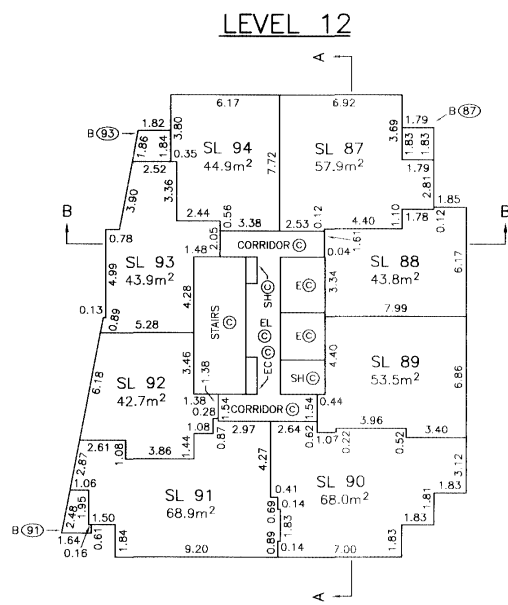 LEVEL 12
A
6.17 6.92
1.82 1.79 B 87
B 93 3.80 3.69
1.86 1.84 SL 94 SL 87 1.83 1.83
0.35 44.9m² 7.72 57.9m²
2.52 1.79
3.36 2.81
3.90 1.85
2.44 0.56 3.38 2.53 0.12 4.40 1.10 1.78 0.12
B B
0.78 2.05 CORRIDOR C 1.61
1.48 0.04
SL 93 SL 88 6.17
4.99 43.9m² 4.28 SH C E C 3.34 43.8m²
STAIRS C EL C
0.13 0.89 7.99
5.28 E C
EC C
3.46 4.40 SL 89 6.86
6.18 SL 92 1.38 53.5m²
42.7m² SH C
1.38 0.44
0.28 1.54 CORRIDOR C 1.54 3.96
1.08 0.87 2.97 2.64 0.62 1.07 0.22 0.52 3.40
2.61 1.08 3.86 1.44
2.87 4.27 3.12
1.06 SL 90
SL 91 0.41 68.0m² 1.83
2.48 1.95 68.9m² 0.69 0.14 1.81
B 91 1.50 1.83 1.83
1.64 0.61 1.84 0.89 1.83
0.16 9.20 0.14 7.00
A